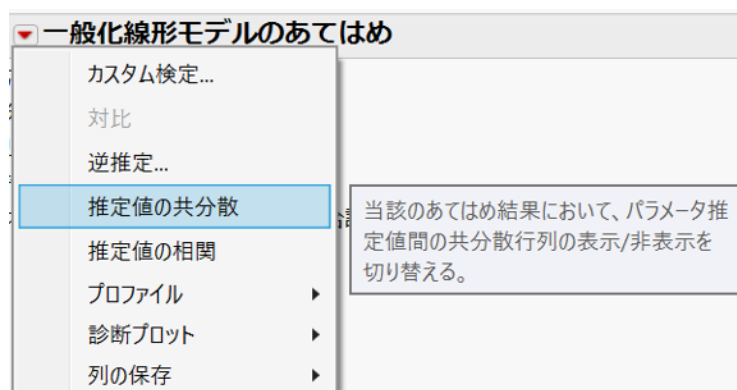 一般化線形モデルのあてはめ
カスタム検定...
対比
逆推定...
推定値の共分散
当該のあてはめ結果において、パラメータ推
定値間の共分散行列の表示/非表示を
切り替える。
推定値の相関
プロファイル
診断プロット
列の保存